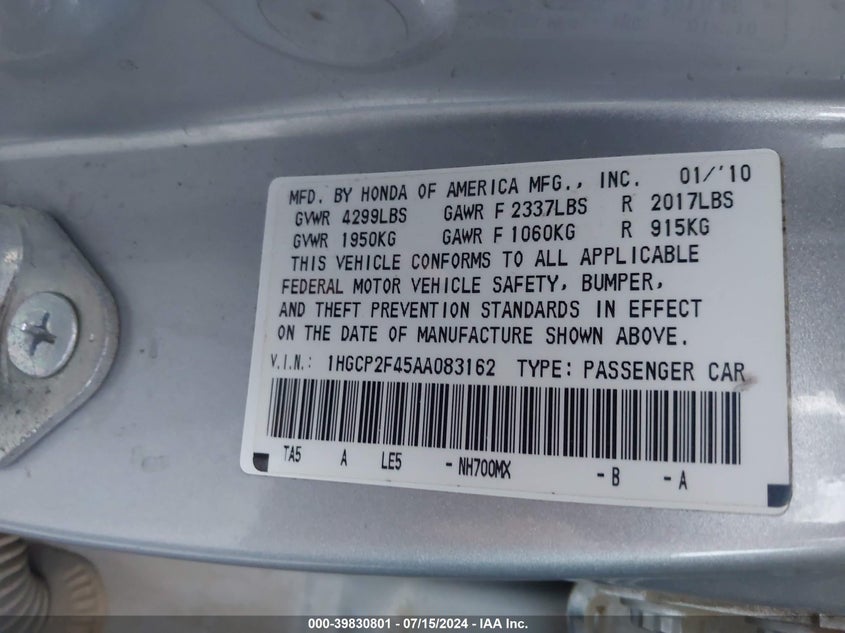 MFD. BY HONDA OF AMERICA MFG., INC. 01/'10
GVWR 4299LBS GAWR F 2337LBS R 2017LBS
GVWR 1950KG GAWR F 1060KG R 915KG
THIS VEHICLE CONFORMS TO ALL APPLICABLE
FEDERAL MOTOR VEHICLE SAFETY, BUMPER,
AND THEFT PREVENTION STANDARDS IN EFFECT
ON THE DATE OF MANUFACTURE SHOWN ABOVE.
V.I.N.: 1HGCP2F45AA083162 TYPE: PASSENGER CAR
TA5 A LE5 -NH700MX -B -A
000-39830801 - 07/15/2024 - IAA Inc.